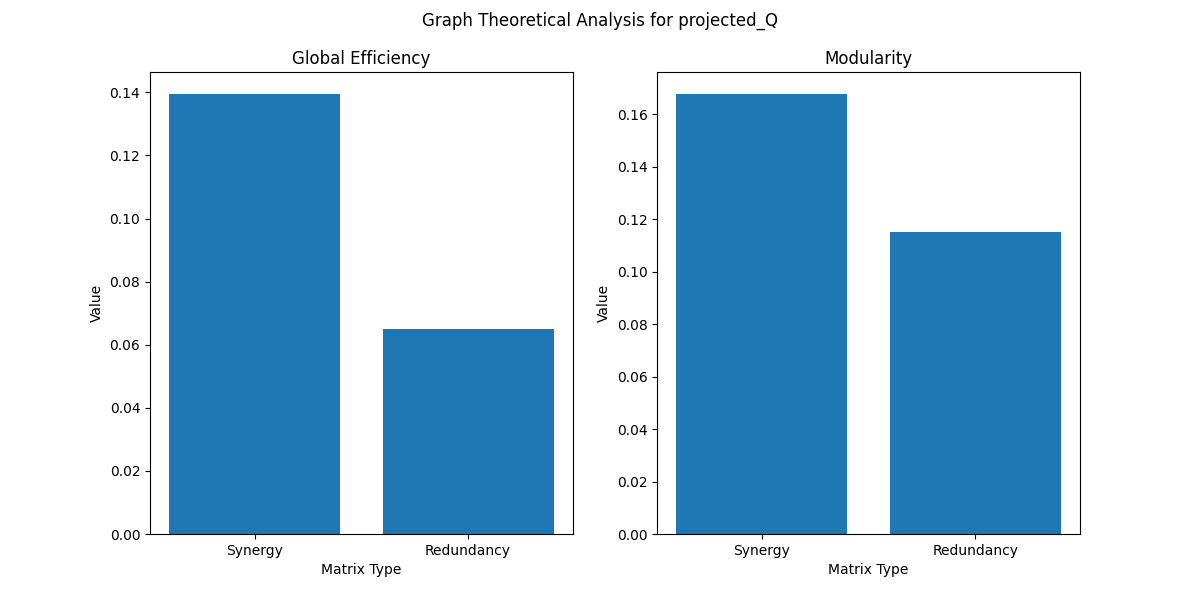 Graph Theoretical Analysis for projected_Q
Global Efficiency
0.14
0.12
0.10
0.08
0.06
0.04
0.02
0.00
Value
Synergy Redundancy
Matrix Type
Modularity
0.16
0.14
0.12
0.10
0.08
0.06
0.04
0.02
0.00
Value
Synergy Redundancy
Matrix Type